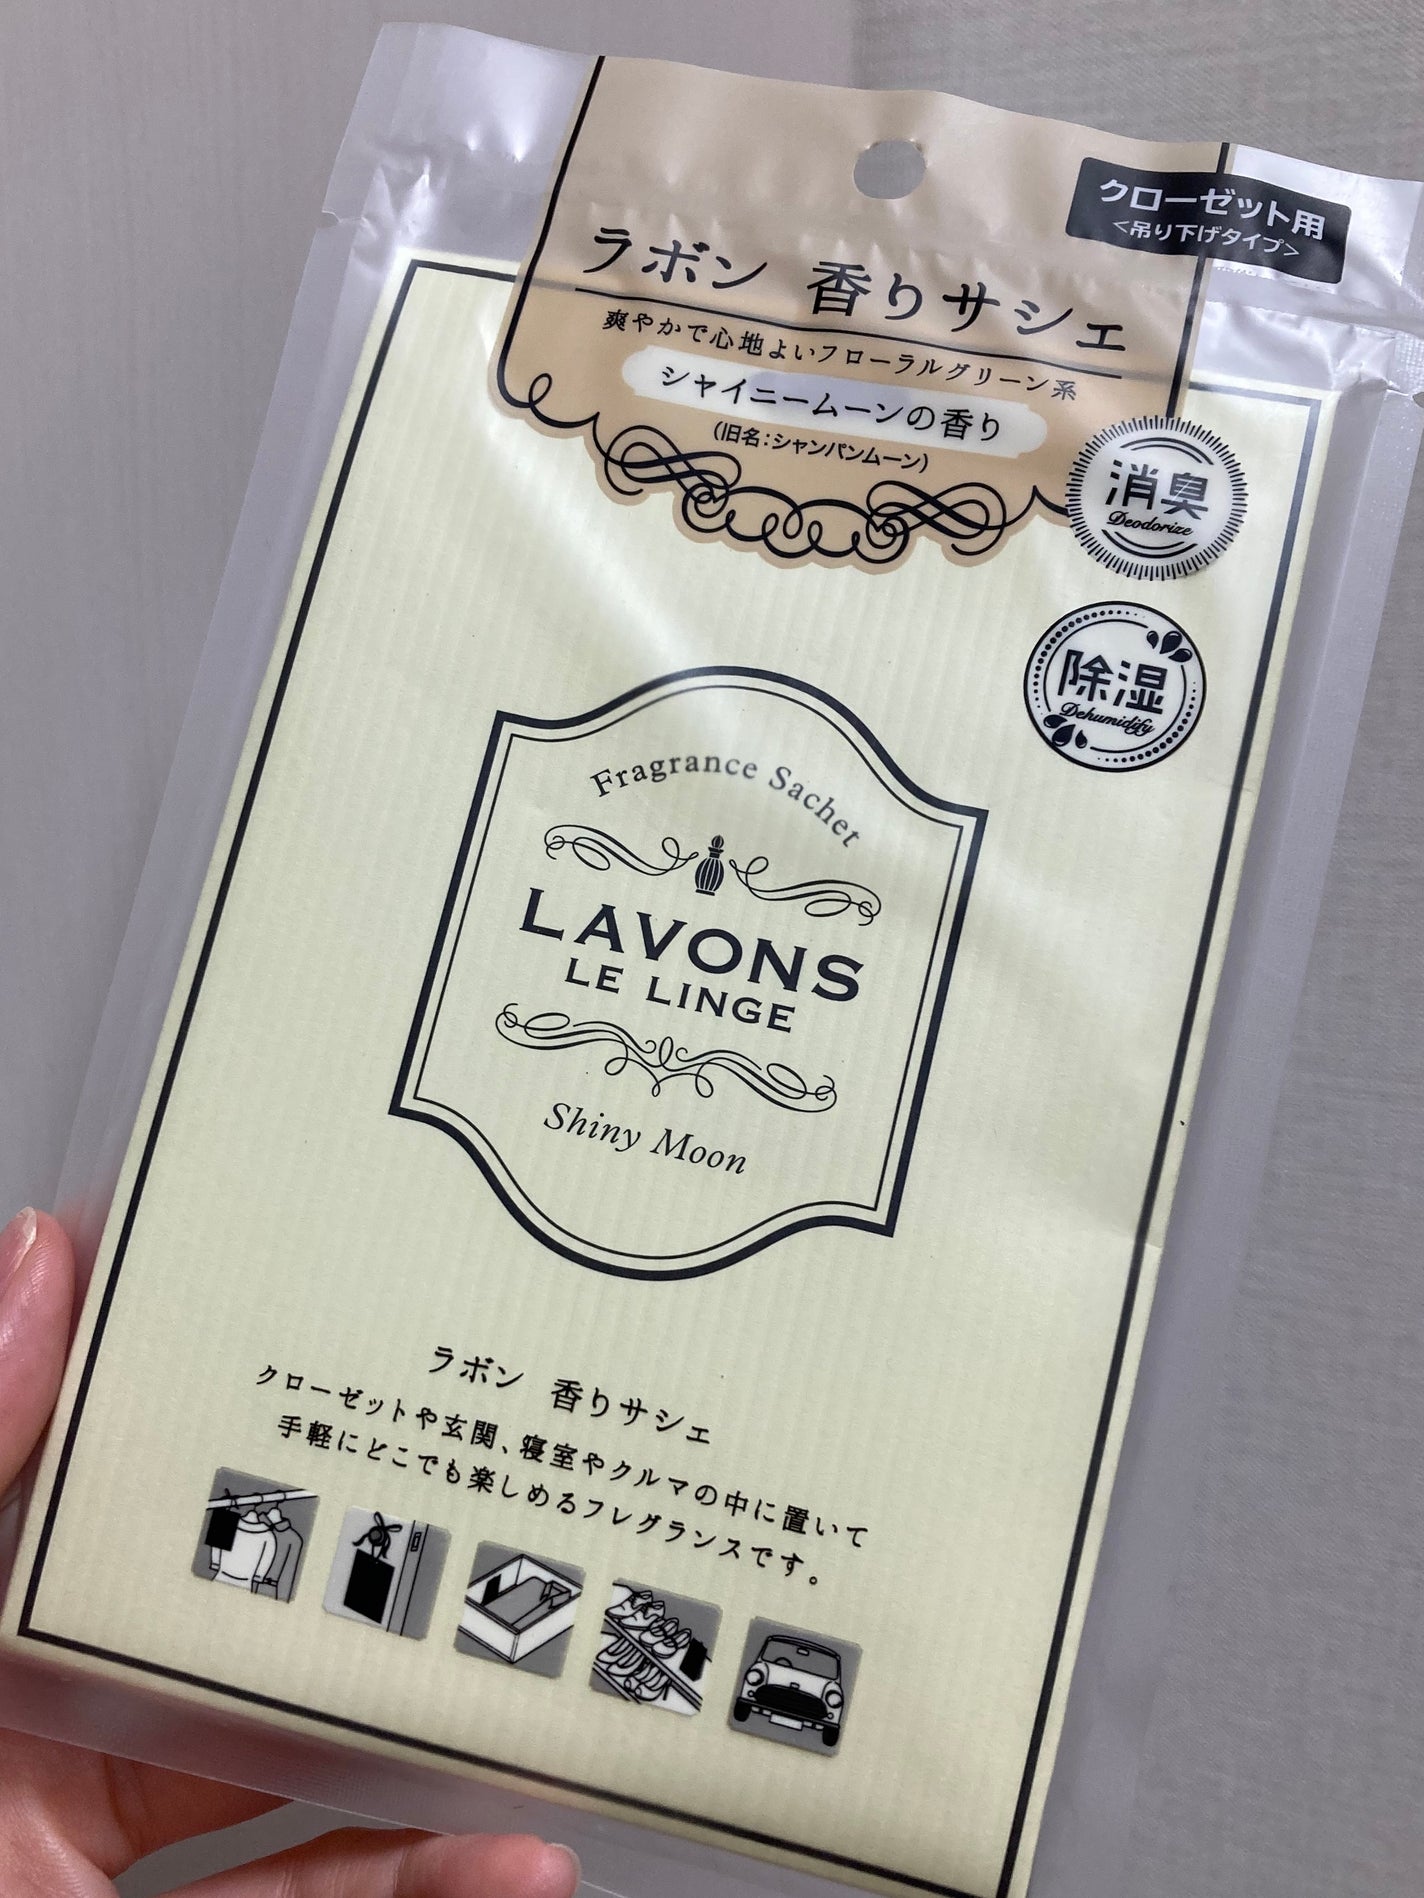 クローゼット用
<吊り下げタイプ>
ラボン 香りサシェ
爽やかで心地よいフローラルグリーン系
シャイニームーンの香り
(旧名:シャンパンムーン)
消臭
Deodorize
除湿
Dehumidify
Fragrance Sachet
LAVONS
LE LINGE
Shiny Moon
ラボン 香りサシェ
クローゼットや玄関、寝室やクルマの中に置いて
手軽にどこでも楽しめるフレグランスです。